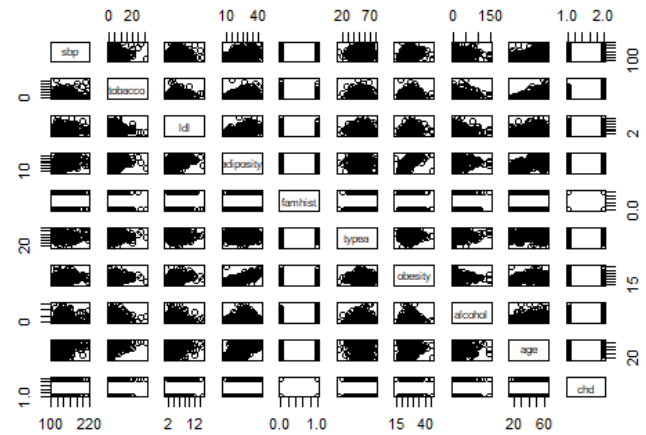 0 20 10 40 20 70 0 150 1.0 2.0
sbp 100
0 tobacco
ldl 2
10 adiposity
famhist 0.0
20 typea
obesity 15
0 alcohol
age 20
1.0 chd
100 220 2 12 0.0 1.0 15 40 20 60